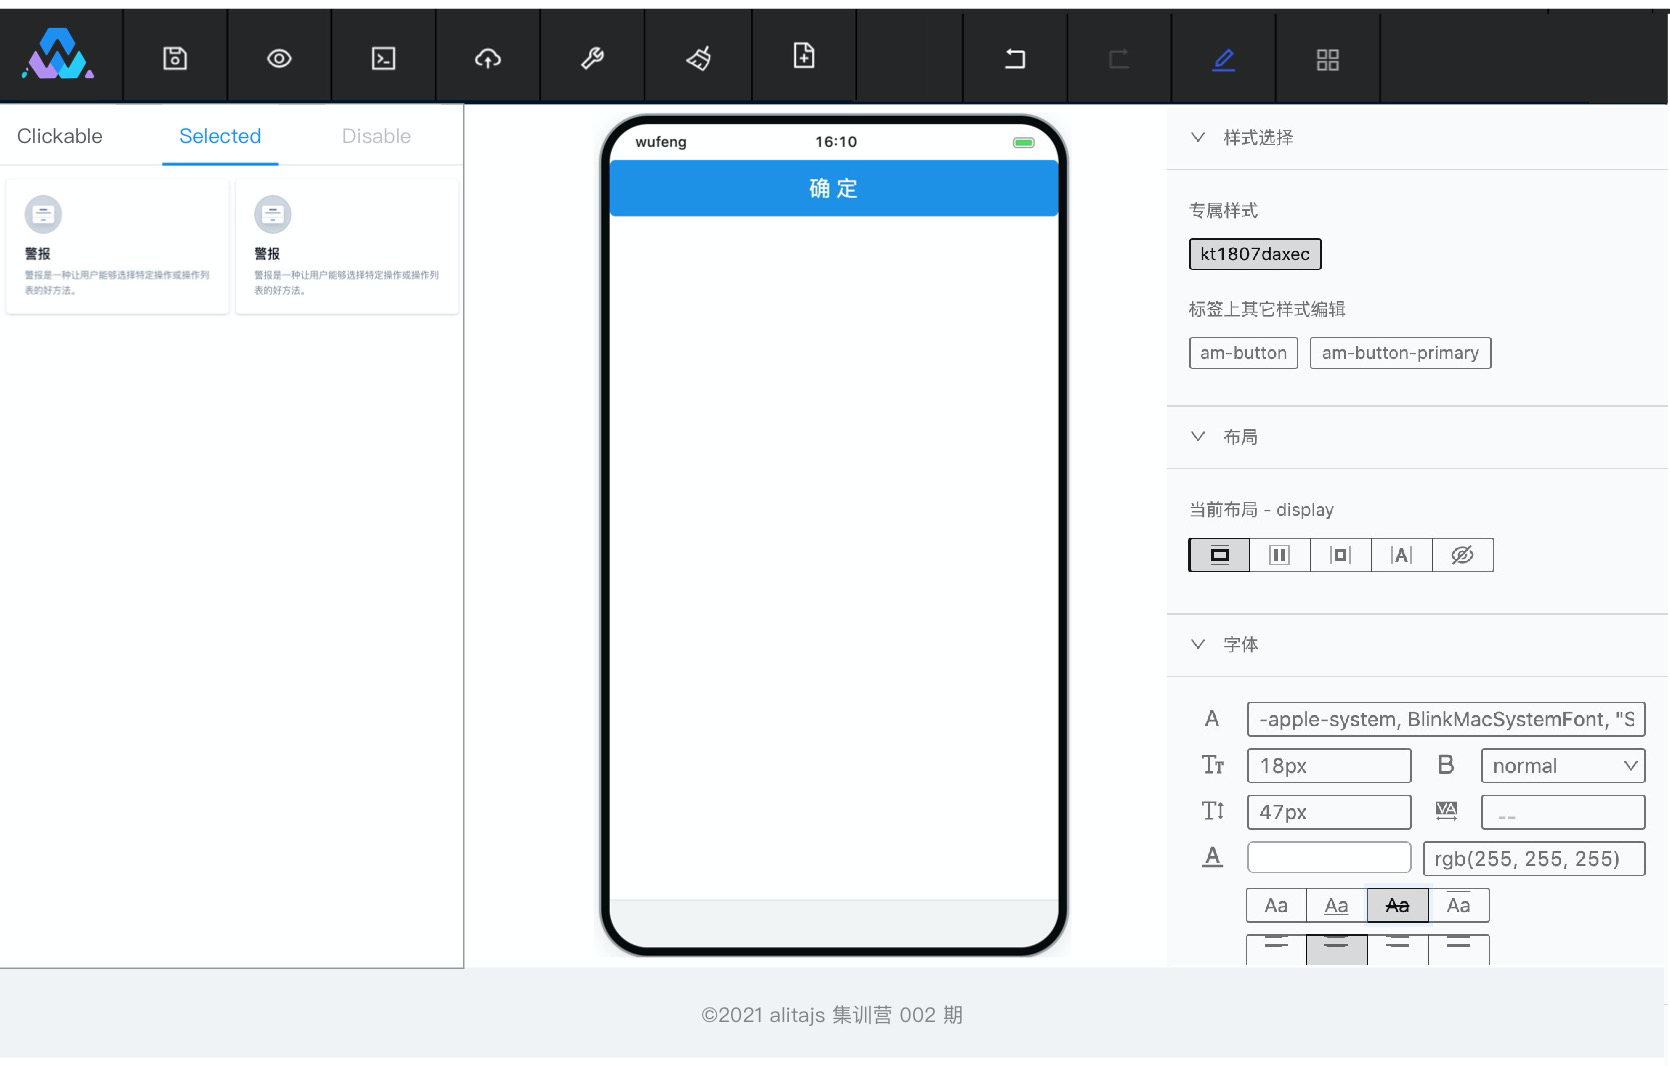 Clickable
Selected
Disable
警报
警报是一种让用户能够选择特定操作或操作列
表的好方法。
警报
警报是一种让用户能够选择特定操作或操作列
表的好方法。
wufeng
16:10
确 定
样式选择
专属样式
kt1807daxec
标签上其它样式编辑
am-button
am-button-primary
布局
当前布局 - display
|A|
字体
A
-apple-system, BlinkMacSystemFont, "S
TT
18px
B
normal
T
47px
VA
--
A
rgb(255, 255, 255)
Aa
Aa
Aa
Aa
©2021 alitajs 集训营 002 期